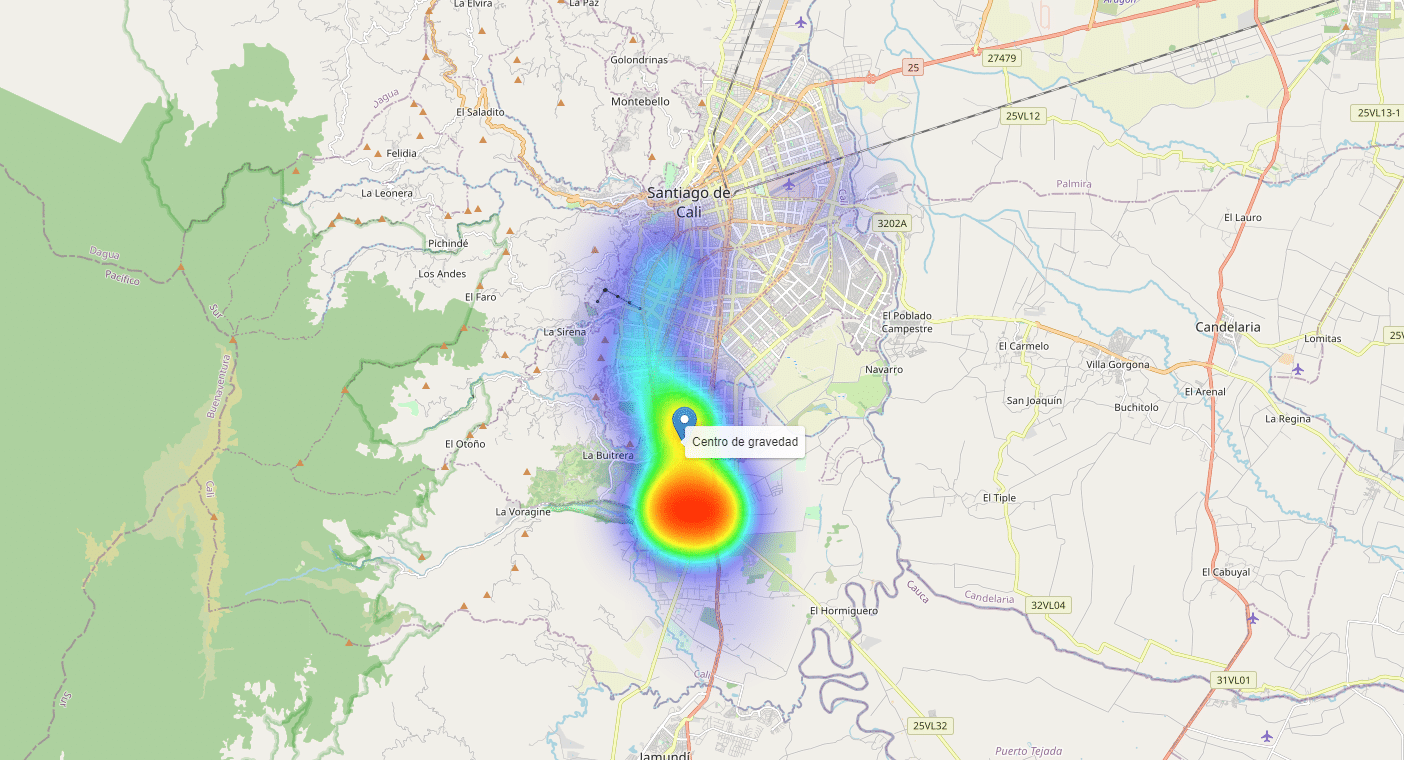 La Elvira
La Paz
Aragón
Golondrinas
27479
25
Montebello
Dagua
El Saladito
25VL12
25VL13-1
Felidia
La Leonera
Santiago de
Cali
Palmira
Cali
El Lauro
3202A
Pichindé
Dagua
Pacífico
Los Andes
El Faro
Sur
La Sirena
El Poblado
Campestre
Candelaria
25V
Lomitas
El Carmelo
Villa Gorgona
Navarro
Buenaventura
El Arenal
San Joaquín
Buchitolo
La Regina
Centro de gravedad
El Otoño
La Buitrera
Cali
El Tiple
La Voragine
El Cabuyal
Cauca
Candelaria
32VL04
El Hormiguero
Cali
31VL01
Sur
25VL32
Puerto Tejada
Jamundí